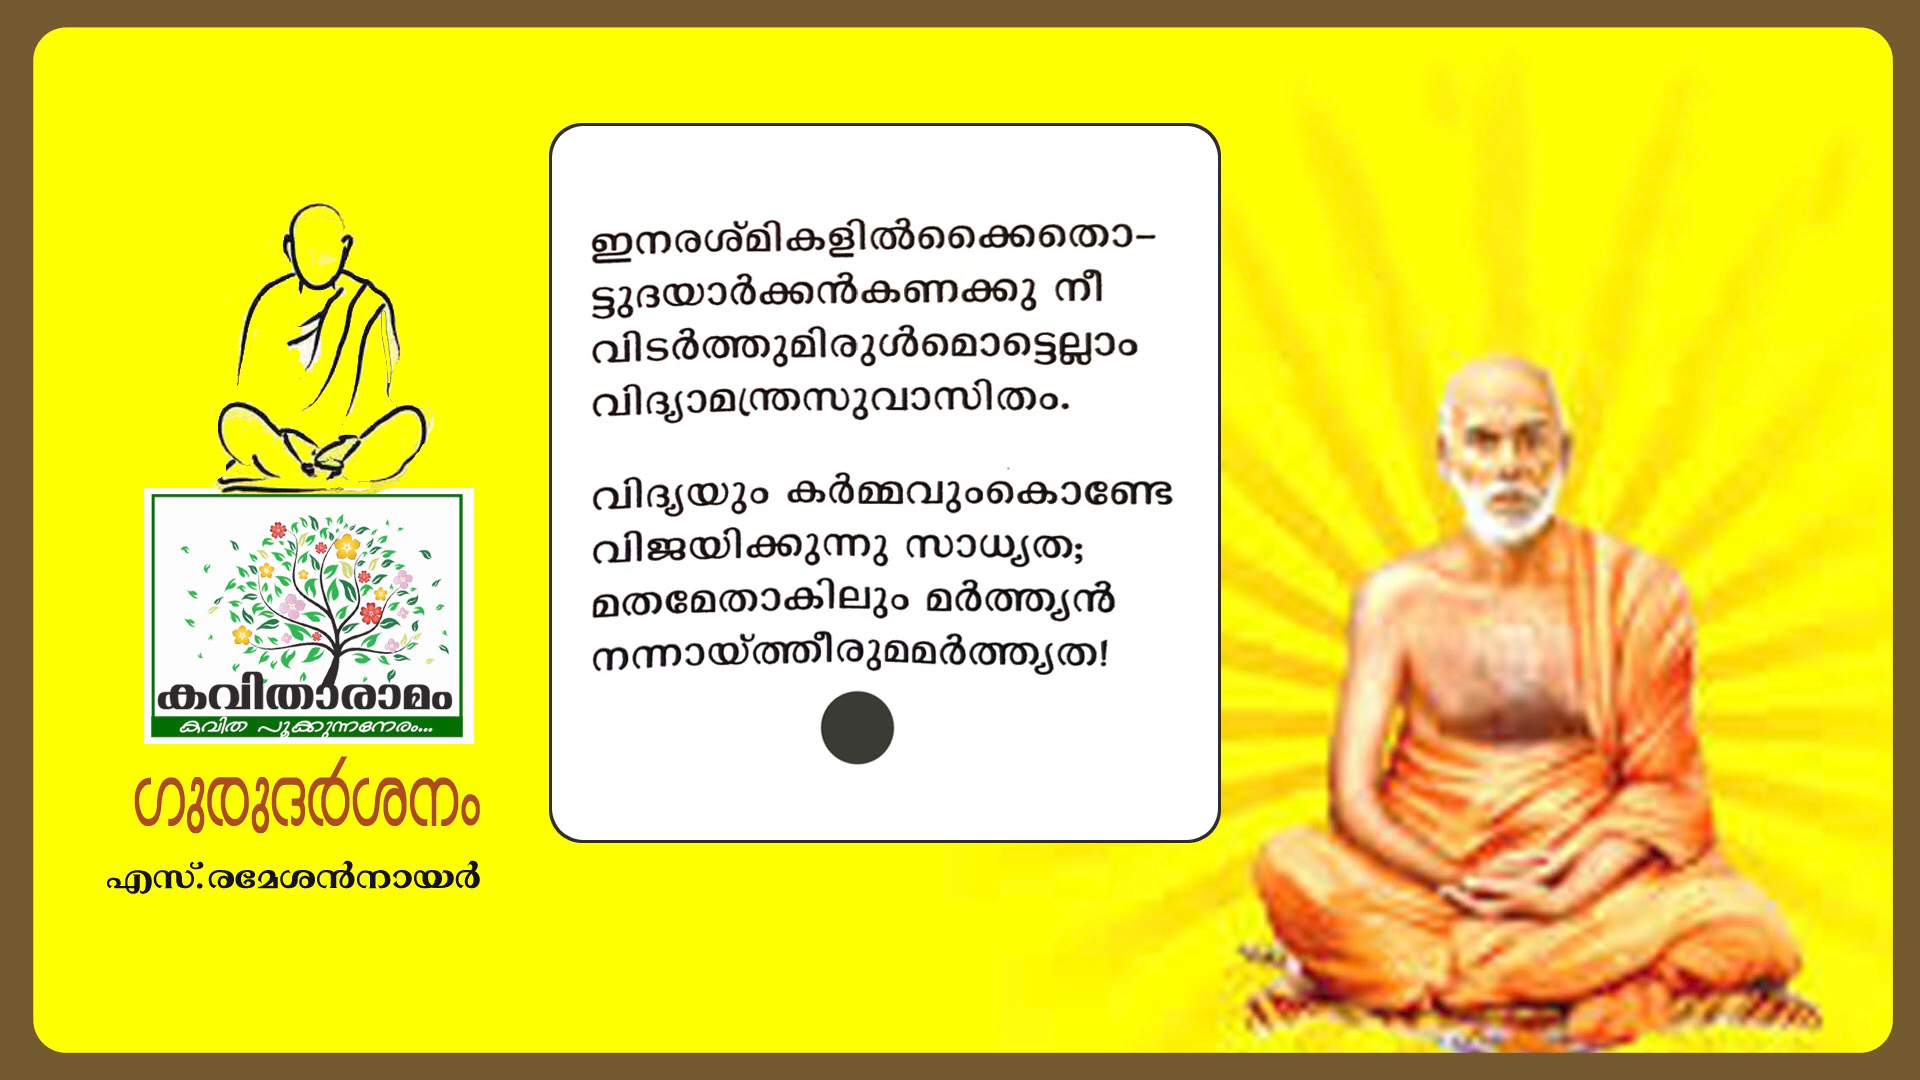 ഇനരശ്മികളിൽക്കൈതൊ–
ട്ടുദയാർക്കൻകണക്കു നീ
വിടർത്തുമിരുൾമൊട്ടെല്ലാം
വിദ്യാമന്ത്രസുവാസിതം.
വിദ്യയും കർമ്മവുംകൊണ്ടേ
വിജയിക്കുന്നു സാധ്യത;
മതമേതാകിലും മർത്ത്യൻ
നന്നായ്ത്തീരുമമർത്ത്യത!
കവിതാരാമം
കവിത പൂക്കുന്നനേരം...
ഗുരുദർശനം
എസ്.രമേശൻനായർ